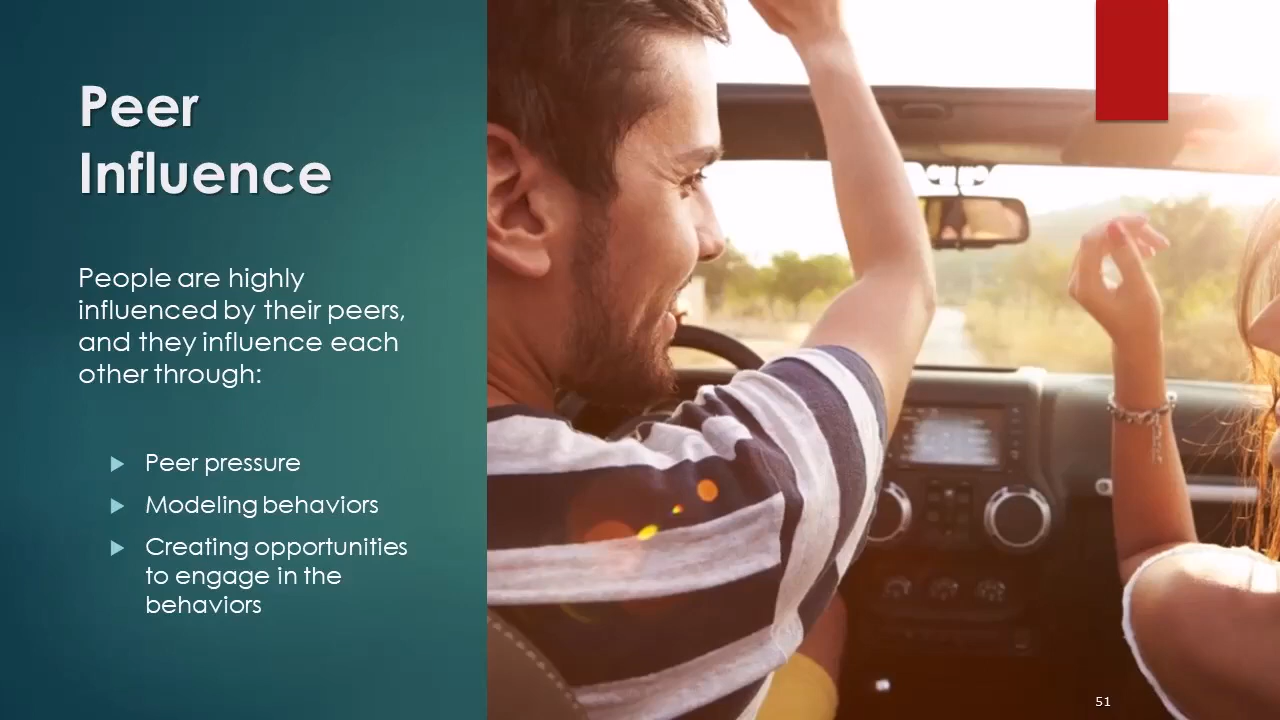 Peer
Influence
People are highly
influenced by their peers,
and they influence each
other through:
Peer pressure
Modeling behaviors
Creating opportunities
to engage in the
behaviors
51